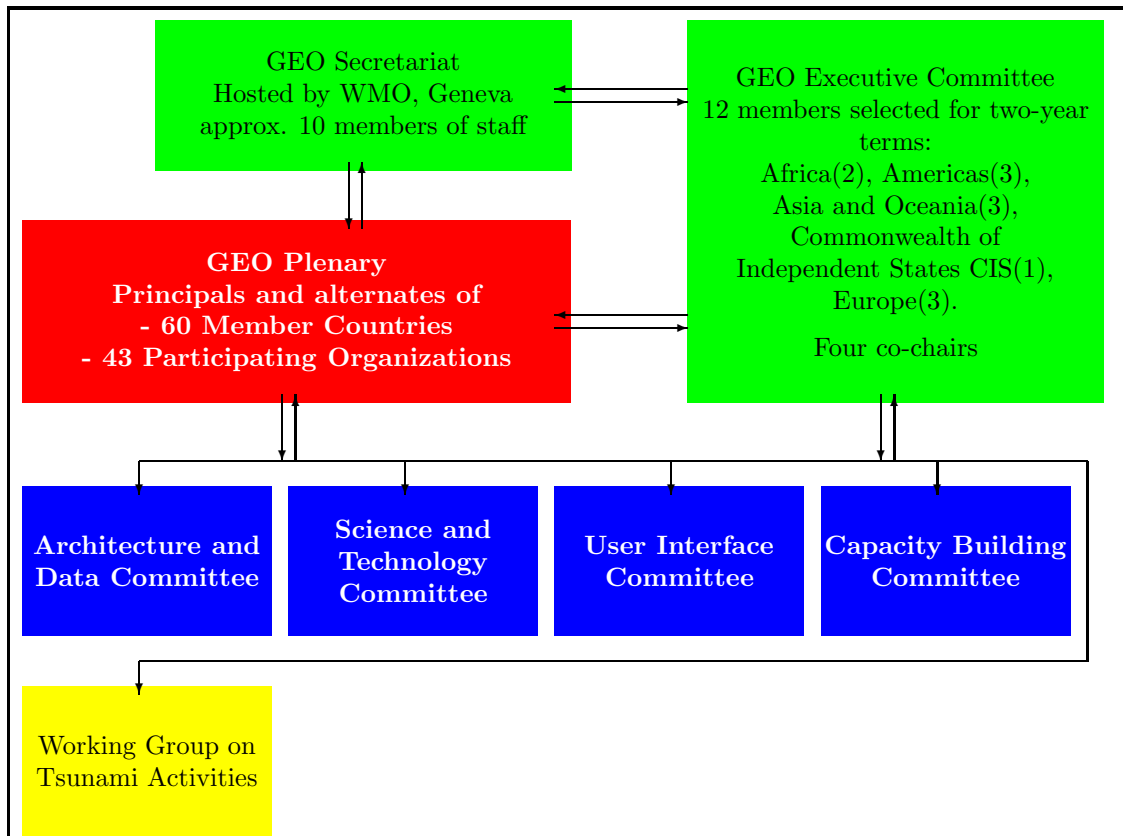 GEO Secretariat
Hosted by WMO, Geneva
approx. 10 members of staff
GEO Executive Committee
12 members selected for two-year
terms:
Africa(2), Americas(3),
Asia and Oceania(3),
Commonwealth of
Independent States CIS(1),
Europe(3).
Four co-chairs
GEO Plenary
Principals and alternates of
- 60 Member Countries
- 43 Participating Organizations
Architecture and
Data Committee
Science and
Technology
Committee
User Interface
Committee
Capacity Building
Committee
Working Group on
Tsunami Activities